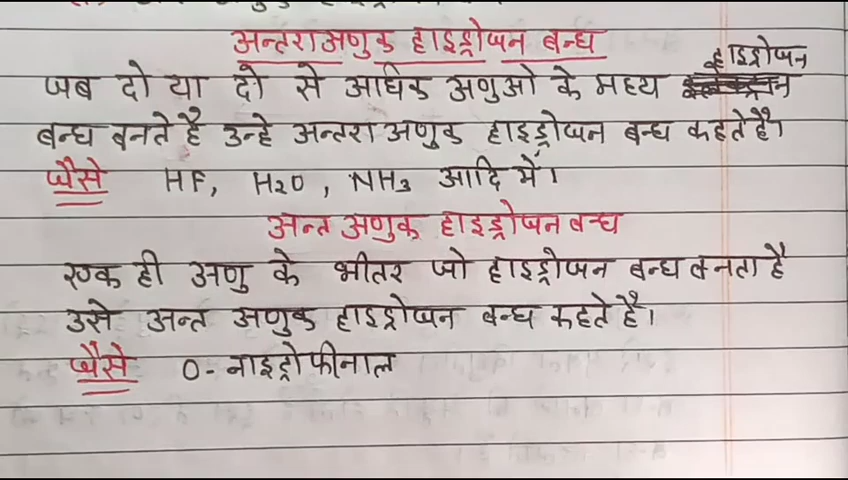 अन्तराअणुक हाइड्रोजन बन्ध
जब दो या दो से अधिक अणुओ के मध्य हाइड्रोजन
बन्ध बनते है उन्हे अन्तराअणुक हाइड्रोजन बन्ध कहते है।
जैसे HF, H2O, NH3 आदि में।
अन्त अणुक हाइड्रोजन बन्ध
एक ही अणु के भीतर जो हाइड्रोजन बन्ध बनता है
उसे अन्त अणुक हाइड्रोजन बन्ध कहते है।
जैसे O-नाइट्रोफीनाल